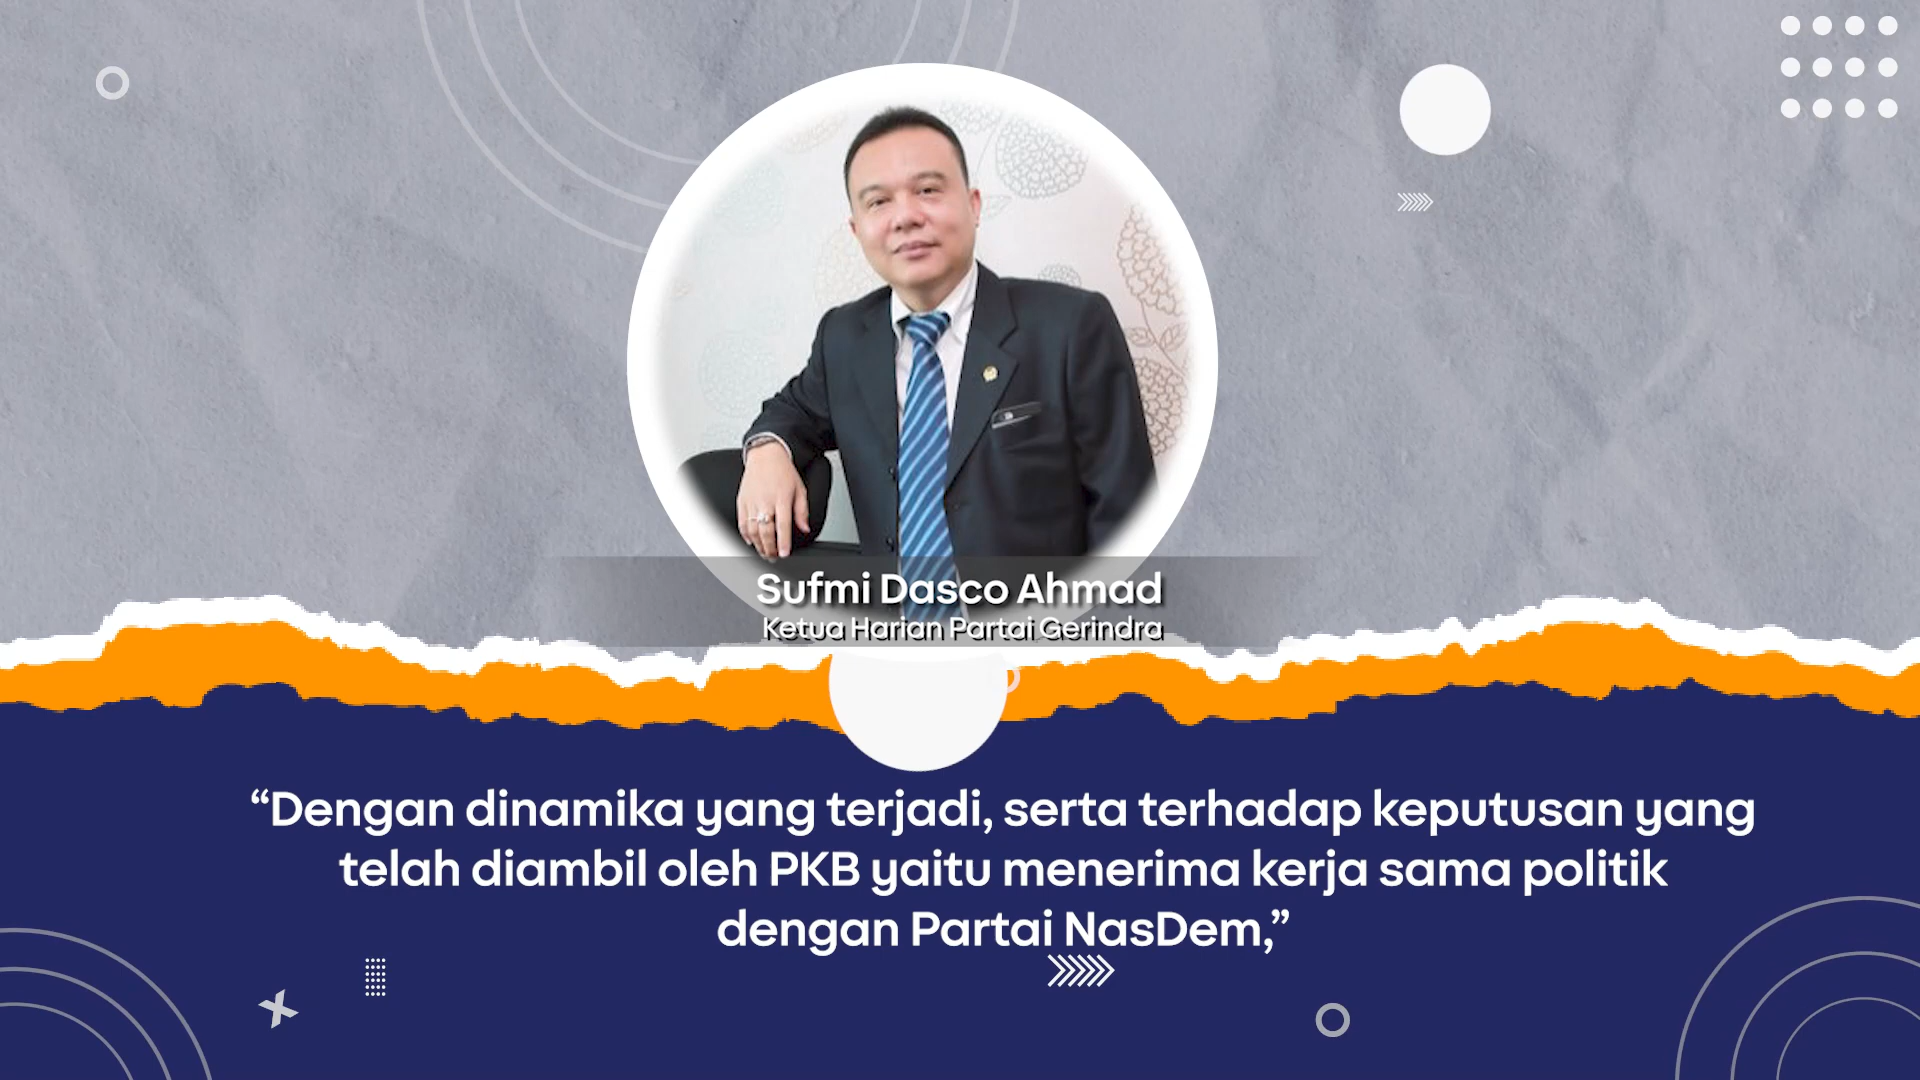 Sufmi Dasco Ahmad
Ketua Harian Partai Gerindra
“Dengan dinamika yang terjadi, serta terhadap keputusan yang
telah diambil oleh PKB yaitu menerima kerja sama politik
dengan Partai NasDem,”